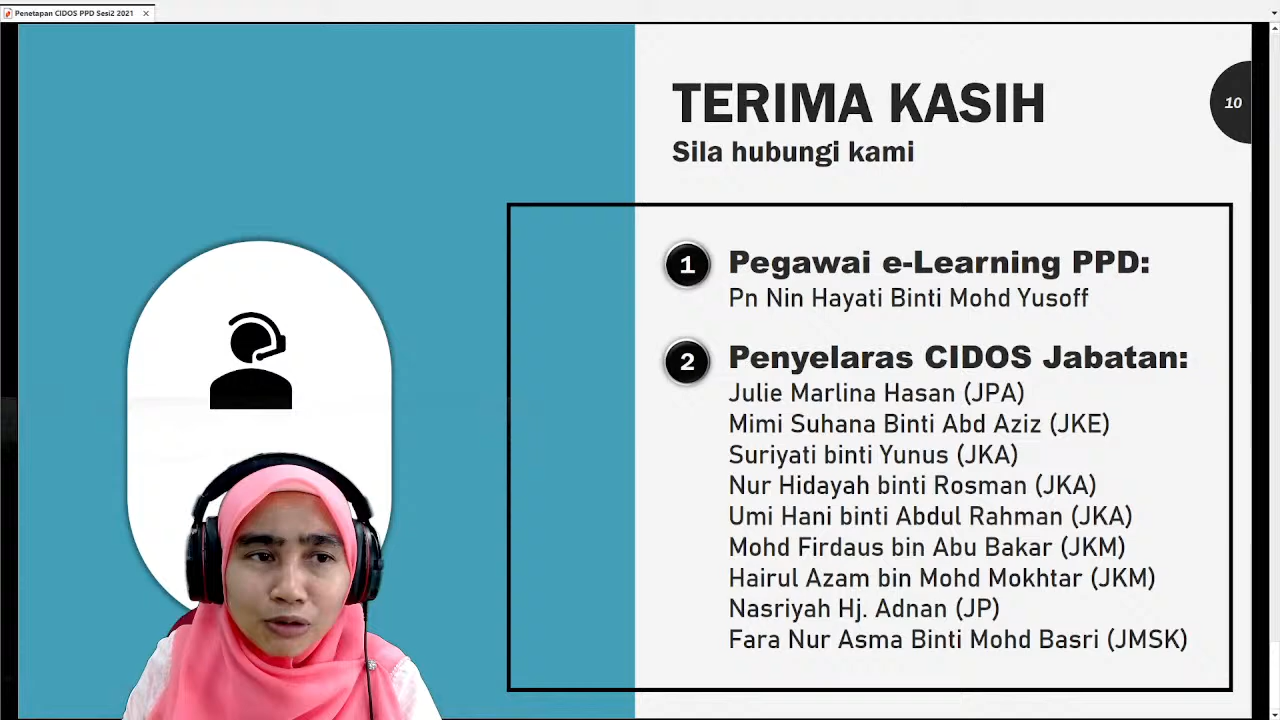 Penetapan CIDOS PPD Sesi2 2021
TERIMA KASIH
Sila hubungi kami
10
1
Pegawai e-Learning PPD:
Pn Nin Hayati Binti Mohd Yusoff
2
Penyelaras CIDOS Jabatan:
Julie Marlina Hasan (JPA)
Mimi Suhana Binti Abd Aziz (JKE)
Suriyati binti Yunus (JKA)
Nur Hidayah binti Rosman (JKA)
Umi Hani binti Abdul Rahman (JKA)
Mohd Firdaus bin Abu Bakar (JKM)
Hairul Azam bin Mohd Mokhtar (JKM)
Nasriyah Hj. Adnan (JP)
Fara Nur Asma Binti Mohd Basri (JMSK)